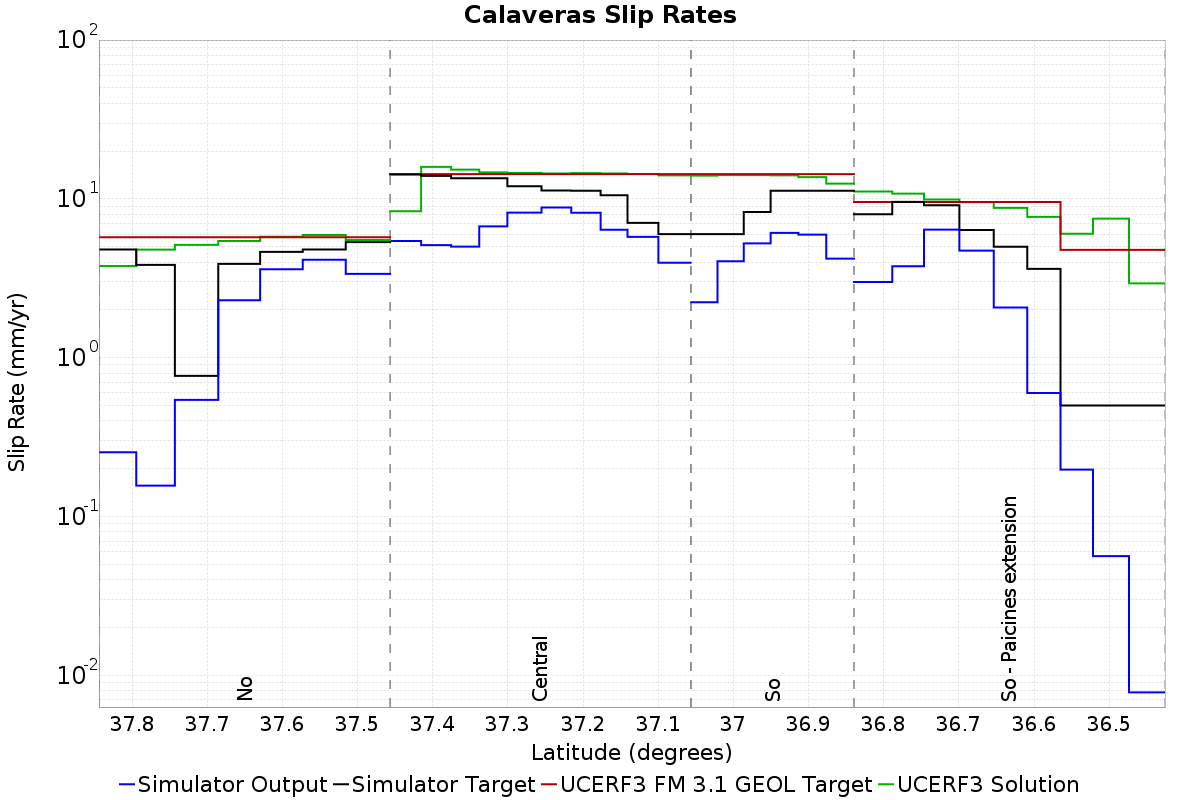 Calaveras Slip Rates
10^2
10^1
10^0
10^-1
10^-2
Slip Rate (mm/yr)
No
Central
So
So - Paicines extension
37.8 37.7 37.6 37.5 37.4 37.3 37.2 37.1 37 36.9 36.8 36.7 36.6 36.5
Latitude (degrees)
Simulator Output Simulator Target UCERF3 FM 3.1 GEOL Target UCERF3 Solution